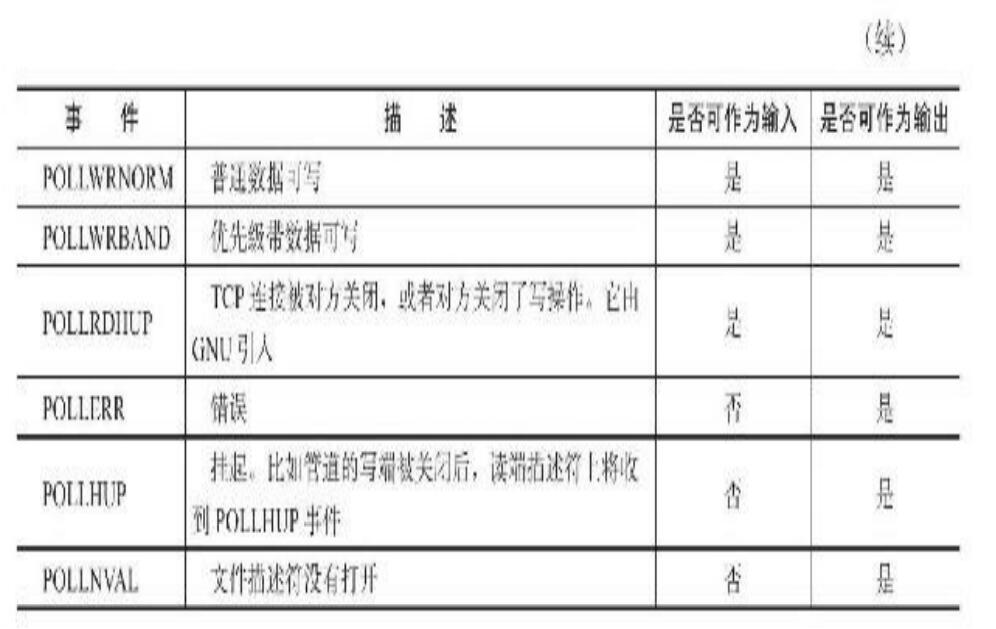 （续）
事 件 描 述 是否可作为输入 是否可作为输出
POLLWRNORM 普通数据可写 是 是
POLLWRBAND 优先级带数据可写 是 是
TCP 连接被对方关闭，或者对方关闭了写操作。它由
POLLRDHUP 是 是
GNU 引入
POLLERR 错误 否 是
挂起。比如管道的写端被关闭后，读端描述符上将收
POLLHUP 否 是
到 POLLHUP 事件
POLLNVAL 文件描述符没有打开 否 是